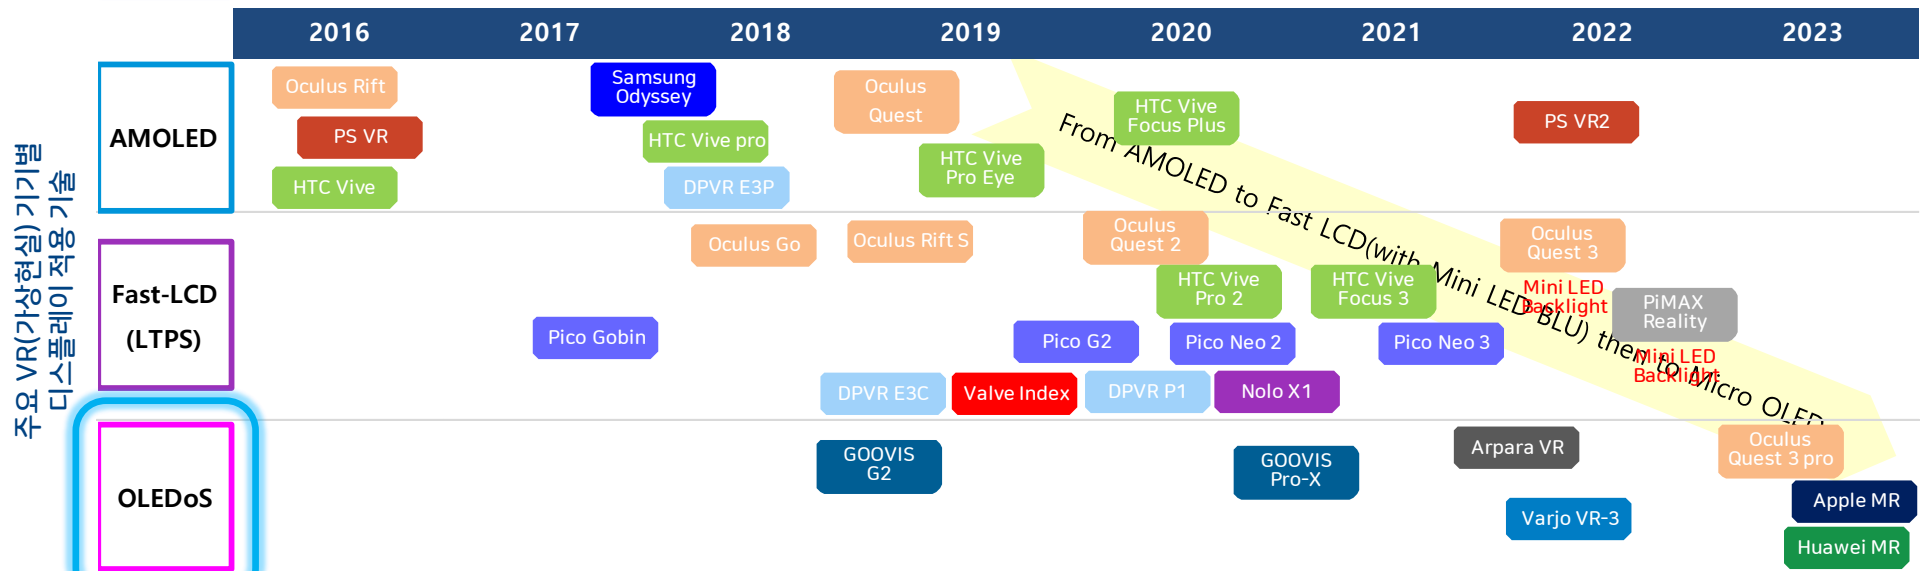 2016 2017 2018 2019 2020 2021 2022 2023
주요 VR(가상현실) 기기별
디스플레이 적용 기술
AMOLED
Oculus Rift
PS VR
HTC Vive
Samsung
Odyssey
HTC Vive pro
DPVR E3P
Oculus
Quest
HTC Vive
Pro Eye
HTC Vive
Focus Plus
PS VR2
From AMOLED to Fast LCD(with Mini LED BLU) then to Micro OLED
Fast-LCD
(LTPS)
Oculus Go
Oculus Rift S
Oculus
Quest 2
Oculus
Quest 3
HTC Vive
Pro 2
HTC Vive
Focus 3
Mini LED
Backlight
PiMAX
Reality
Mini LED
Backlight
Pico Gobin
Pico G2
Pico Neo 2
Pico Neo 3
DPVR E3C
Valve Index
DPVR P1
Nolo X1
OLEDoS
GOOVIS
G2
GOOVIS
Pro-X
Arpara VR
Varjo VR-3
Oculus
Quest 3 pro
Apple MR
Huawei MR